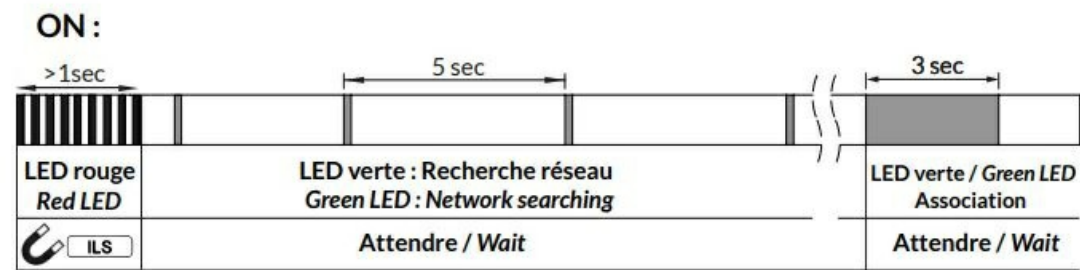 ON :
>1sec
5 sec
3 sec
LED rouge
Red LED
LED verte : Recherche réseau
Green LED : Network searching
LED verte / Green LED
Association
ILS
Attendre / Wait
Attendre / Wait